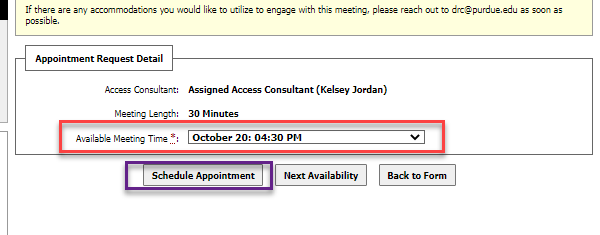 If there are any accommodations you would like to utilize to engage with this meeting, please reach out to drc@purdue.edu as soon as
possible.
Appointment Request Detail
Access Consultant: Assigned Access Consultant (Kelsey Jordan)
Meeting Length: 30 Minutes
Available Meeting Time *: October 20: 04:30 PM
Schedule Appointment Next Availability Back to Form